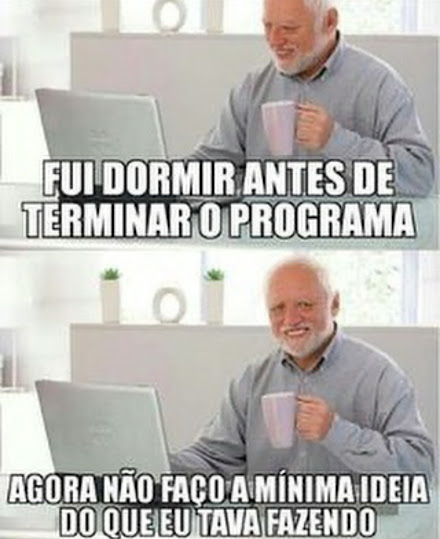 FUI DORMIR ANTES DE
TERMINAR O PROGRAMA
AGORA NÃO FAÇO A MÍNIMA IDEIA
DO QUE EU TAVA FAZENDO